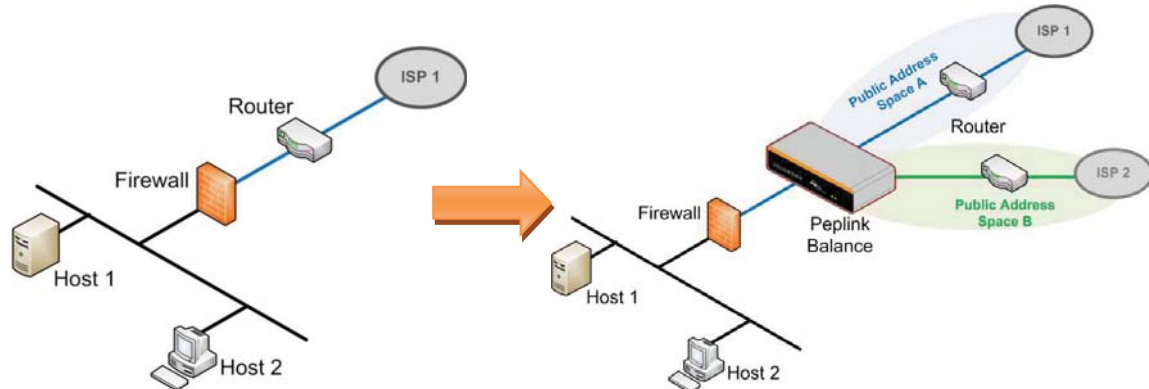 ISP 1
Router
Firewall
Host 1
Host 2
ISP 1
Public Address
Space A
Router
ISP 2
Public Address
Space B
Firewall
Peplink
Balance
Host 1
Host 2